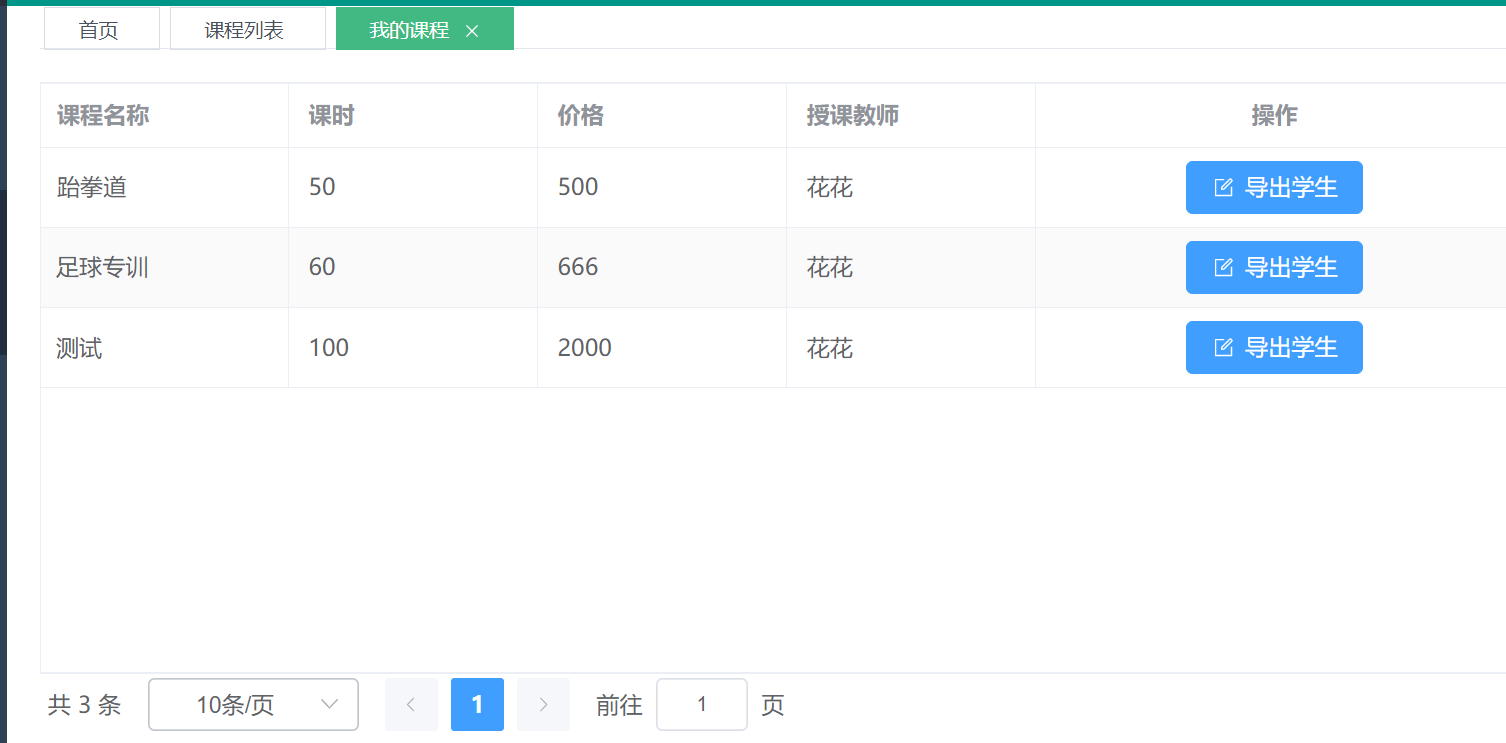 首页 课程列表 我的课程
课程名称 课时 价格 授课教师 操作
跆拳道 50 500 花花 导出学生
足球专训 60 666 花花 导出学生
测试 100 2000 花花 导出学生
共 3 条 10条/页 1 前往 1 页